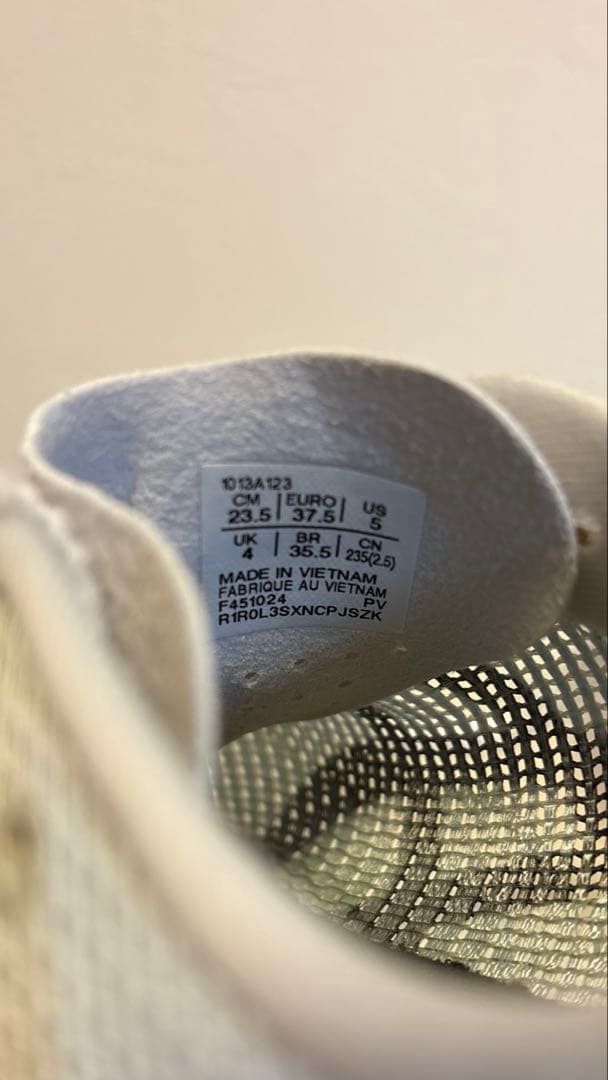 1013A123
CM 23.5 | EURO 37.5 | US 5
UK 4 | BR 35.5 | CN 235(2.5)
MADE IN VIETNAM
FABRIQUE AU VIETNAM
F451024 PV
R1R0L3SXNCPJSZK